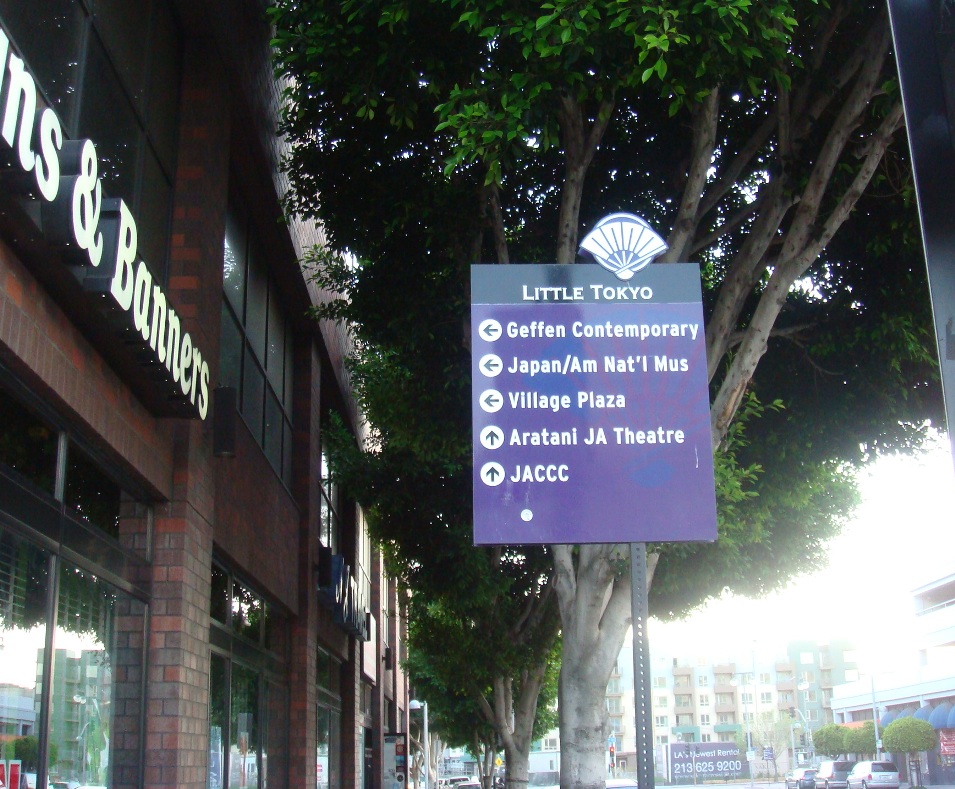 ns & Banners
LITTLE TOKYO
Geffen Contemporary
Japan/Am Nat'l Mus
Village Plaza
Aratani JA Theatre
JACCC
LA's Newest Rental
213 625 9200